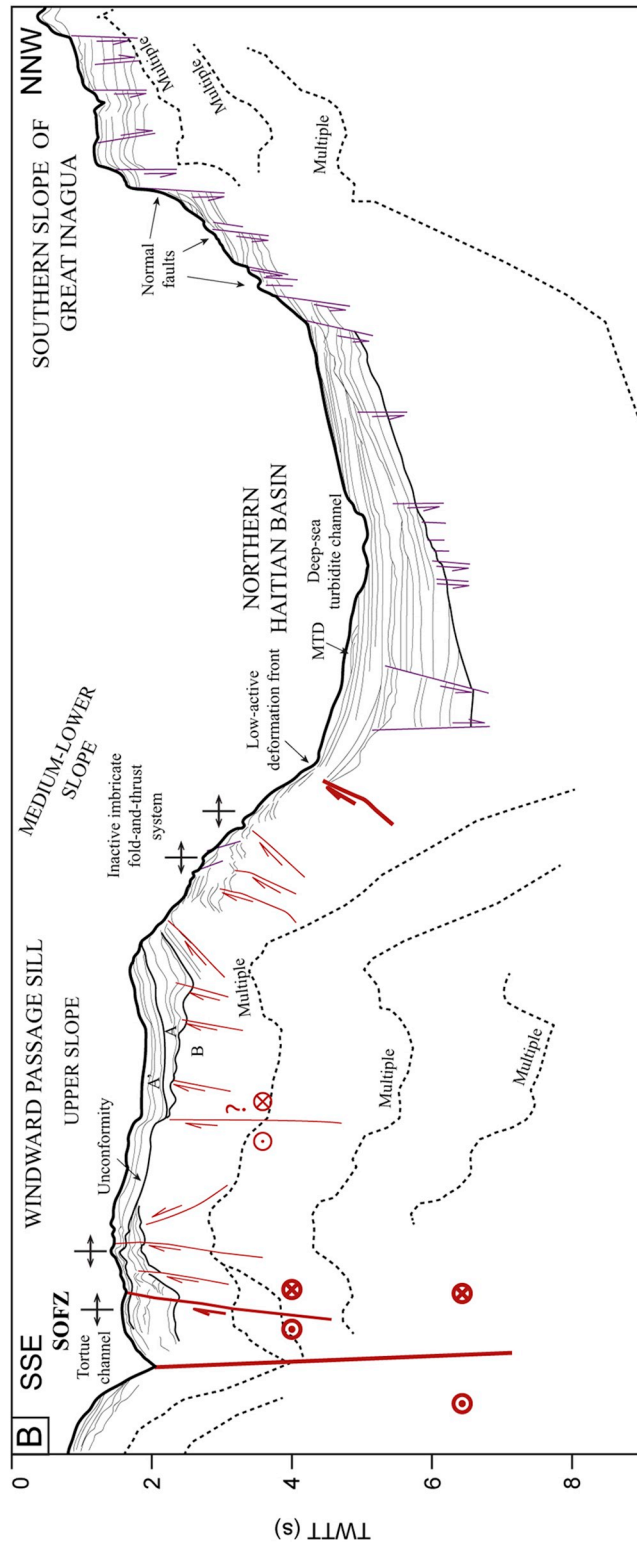 B
SSE
NNW
WINDWARD PASSAGE SILL
UPPER SLOPE
MEDIUM-LOWER
SLOPE
SOUTHERN SLOPE OF
GREAT INAGUA
SOFZ
Tortue
channel
Unconformity
Inactive imbricate
fold-and-thrust
system
NORTHERN
HAITIAN BASIN
Low-active
deformation front
MTD
Deep-sea
turbidite channel
Normal
faults
A'
A
B
?
Multiple
Multiple
Multiple
Multiple
Multiple
Multiple
0
2
4
6
8
TWTT (s)